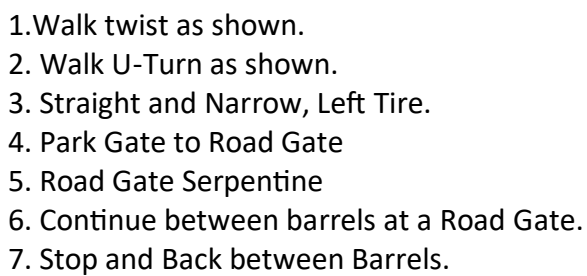 1.Walk twist as shown.
2. Walk U-Turn as shown.
3. Straight and Narrow, Left Tire.
4. Park Gate to Road Gate
5. Road Gate Serpentine
6. Continue between barrels at a Road Gate.
7. Stop and Back between Barrels.